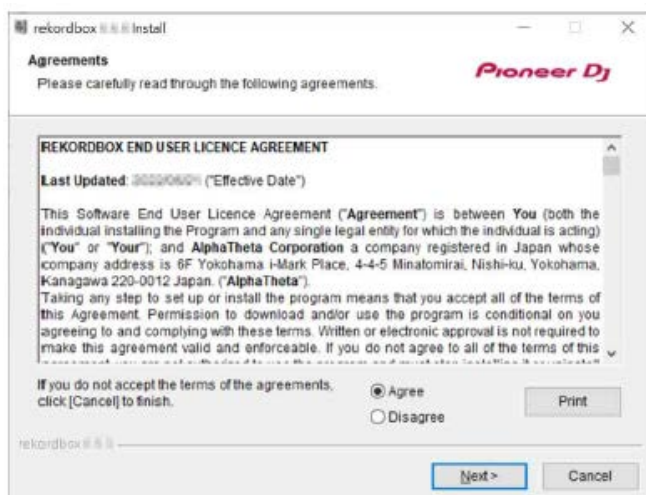 rekordbox Install
Agreements
Please carefully read through the following agreements.
Pioneer Dj
REKORDBOX END USER LICENCE AGREEMENT
Last Updated: ("Effective Date")
This Software End User Licence Agreement ("Agreement") is between You (both the
individual installing the Program and any single legal entity for which the individual is acting)
("You" or "Your"); and AlphaTheta Corporation a company registered in Japan whose
company address is 6F Yokohama i-Mark Place, 4-4-5 Minatomirai, Nishi-ku, Yokohama,
Kanagawa 220-0012 Japan. ("AlphaTheta").
Taking any step to set up or install the program means that you accept all of the terms of
this Agreement. Permission to download and/or use the program is conditional on you
agreeing to and complying with these terms. Written or electronic approval is not required to
make this agreement valid and enforceable. If you do not agree to all of the terms of this
If you do not accept the terms of the agreements,
click [Cancel] to finish.
Agree
Disagree
Print
rekordbox
Next >
Cancel